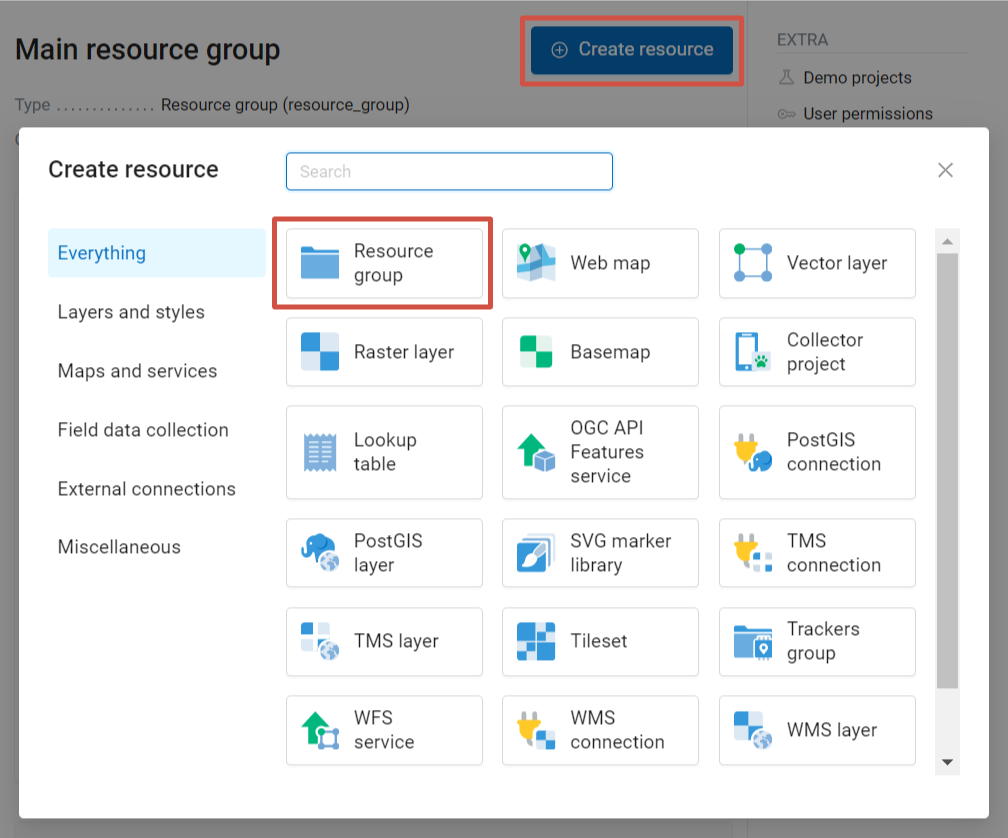 Main resource group
Create resource
EXTRA
Demo projects
Type .............. Resource group (resource_group)
User permissions
Create resource
Search
Everything
Layers and styles
Maps and services
Field data collection
External connections
Miscellaneous
Resource
group
Web map
Vector layer
Raster layer
Basemap
Collector
project
Lookup
table
OGC API
Features
service
PostGIS
connection
PostGIS
layer
SVG marker
library
TMS
connection
TMS layer
Tileset
Trackers
group
WFS
service
WMS
connection
WMS layer